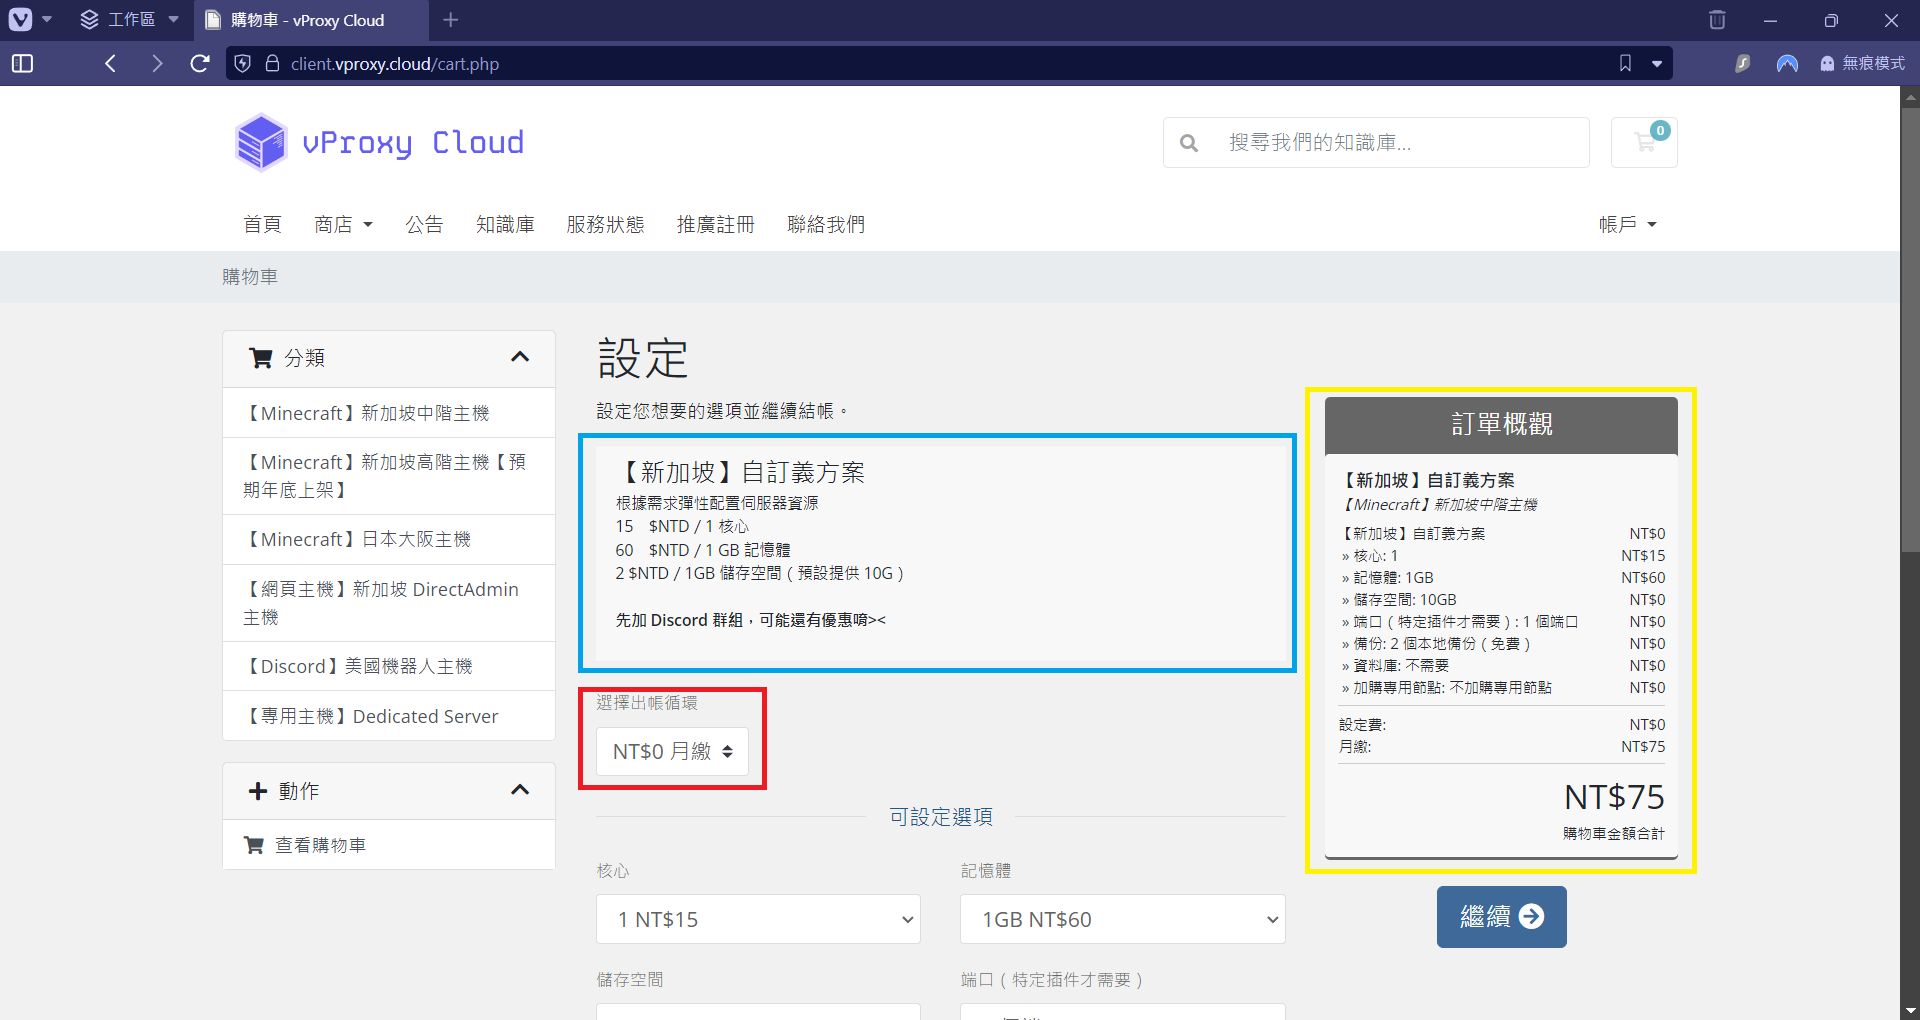 工作區
購物車 - vProxy Cloud
client.vproxy.cloud/cart.php
無痕模式
vProxy Cloud
搜尋我們的知識庫...
0
首頁
商店
公告
知識庫
服務狀態
推廣註冊
聯絡我們
帳戶
購物車
分類
【Minecraft】新加坡中階主機
【Minecraft】新加坡高階主機【預
期年底上架】
【Minecraft】日本大阪主機
【網頁主機】新加坡 DirectAdmin
主機
【Discord】美國機器人主機
【專用主機】Dedicated Server
動作
查看購物車
設定
設定您想要的選項並繼續結帳。
【新加坡】自訂義方案
根據需求彈性配置伺服器資源
15 $NTD / 1 核心
60 $NTD / 1 GB 記憶體
2 $NTD / 1GB 儲存空間 ( 預設提供 10G )
先加 Discord 群組，可能還有優惠唷><
選擇出帳循環
NT$0 月繳
可設定選項
核心
1 NT$15
記憶體
1GB NT$60
儲存空間
端口 ( 特定插件才需要 )
訂單概觀
【新加坡】自訂義方案
【Minecraft】新加坡中階主機
【新加坡】自訂義方案 NT$0
» 核心: 1 NT$15
» 記憶體: 1GB NT$60
» 儲存空間: 10GB NT$0
» 端口 ( 特定插件才需要 ) : 1 個端口 NT$0
» 備份: 2 個本地備份 ( 免費 ) NT$0
» 資料庫: 不需要 NT$0
» 加購專用節點: 不加購專用節點 NT$0
設定費: NT$0
月繳: NT$75
NT$75
購物車金額合計
繼續